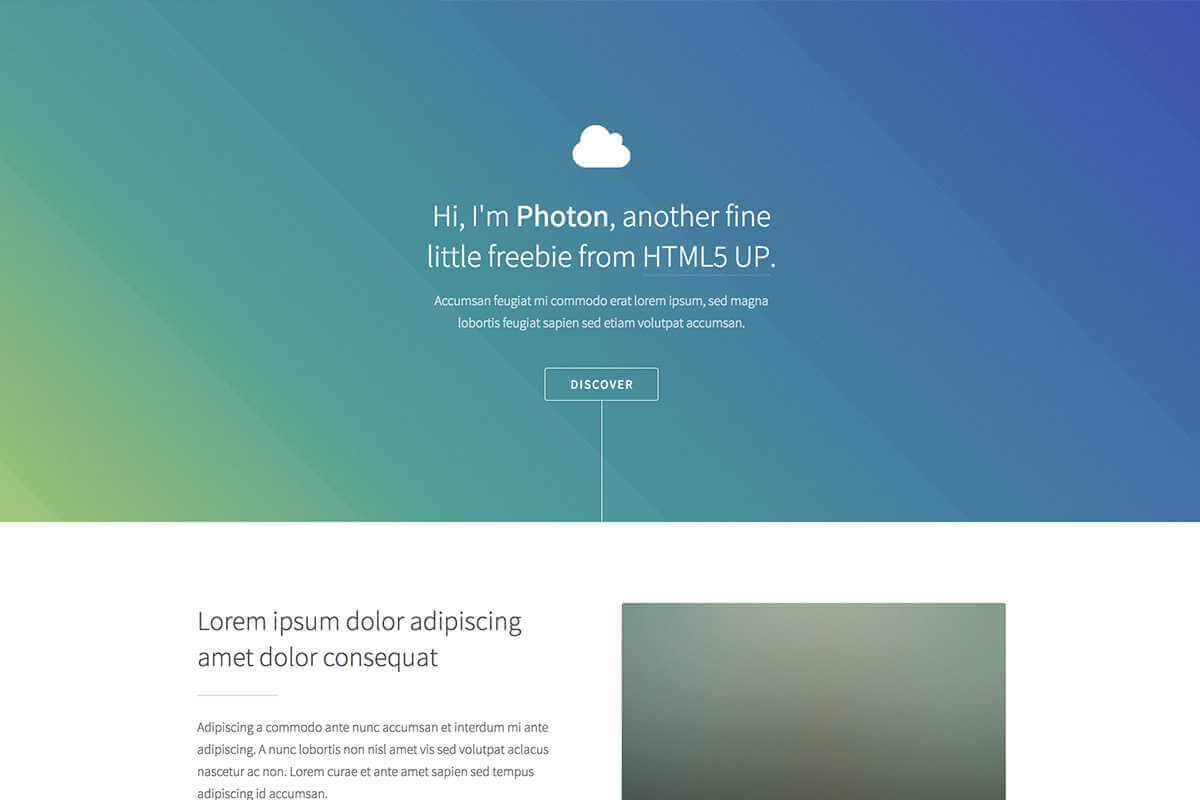 Hi, I'm Photon, another fine
little freebie from HTML5 UP.
Accumsan feugiat mi commodo erat lorem ipsum, sed magna
lobortis feugiat sapien sed etiam volutpat accumsan.
DISCOVER
Lorem ipsum dolor adipiscing
amet dolor consequat
Adipiscing a commodo ante nunc accumsan et interdum mi ante
adipiscing. A nunc lobortis non nisl amet vis sed volutpat aclacus
nascetur ac non. Lorem curae et ante amet sapien sed tempus
adipiscing id accumsan.